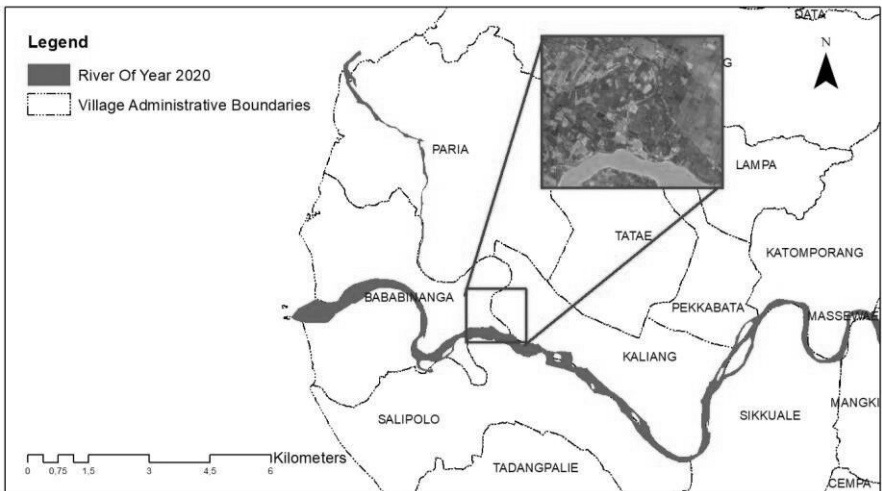 Legend
River Of Year 2020
Village Administrative Boundaries
DATA
N
G
PARIA
LAMPA
TATAE
KATOMPORANG
BABABINANGA
PEKKABATA
MASSEWAE
KALIANG
MANGKI
SALIPOLO
SIKKUALE
TADANGPALIE
CEMPA
Kilometers
0 0.75 1.5 3 4.5 6